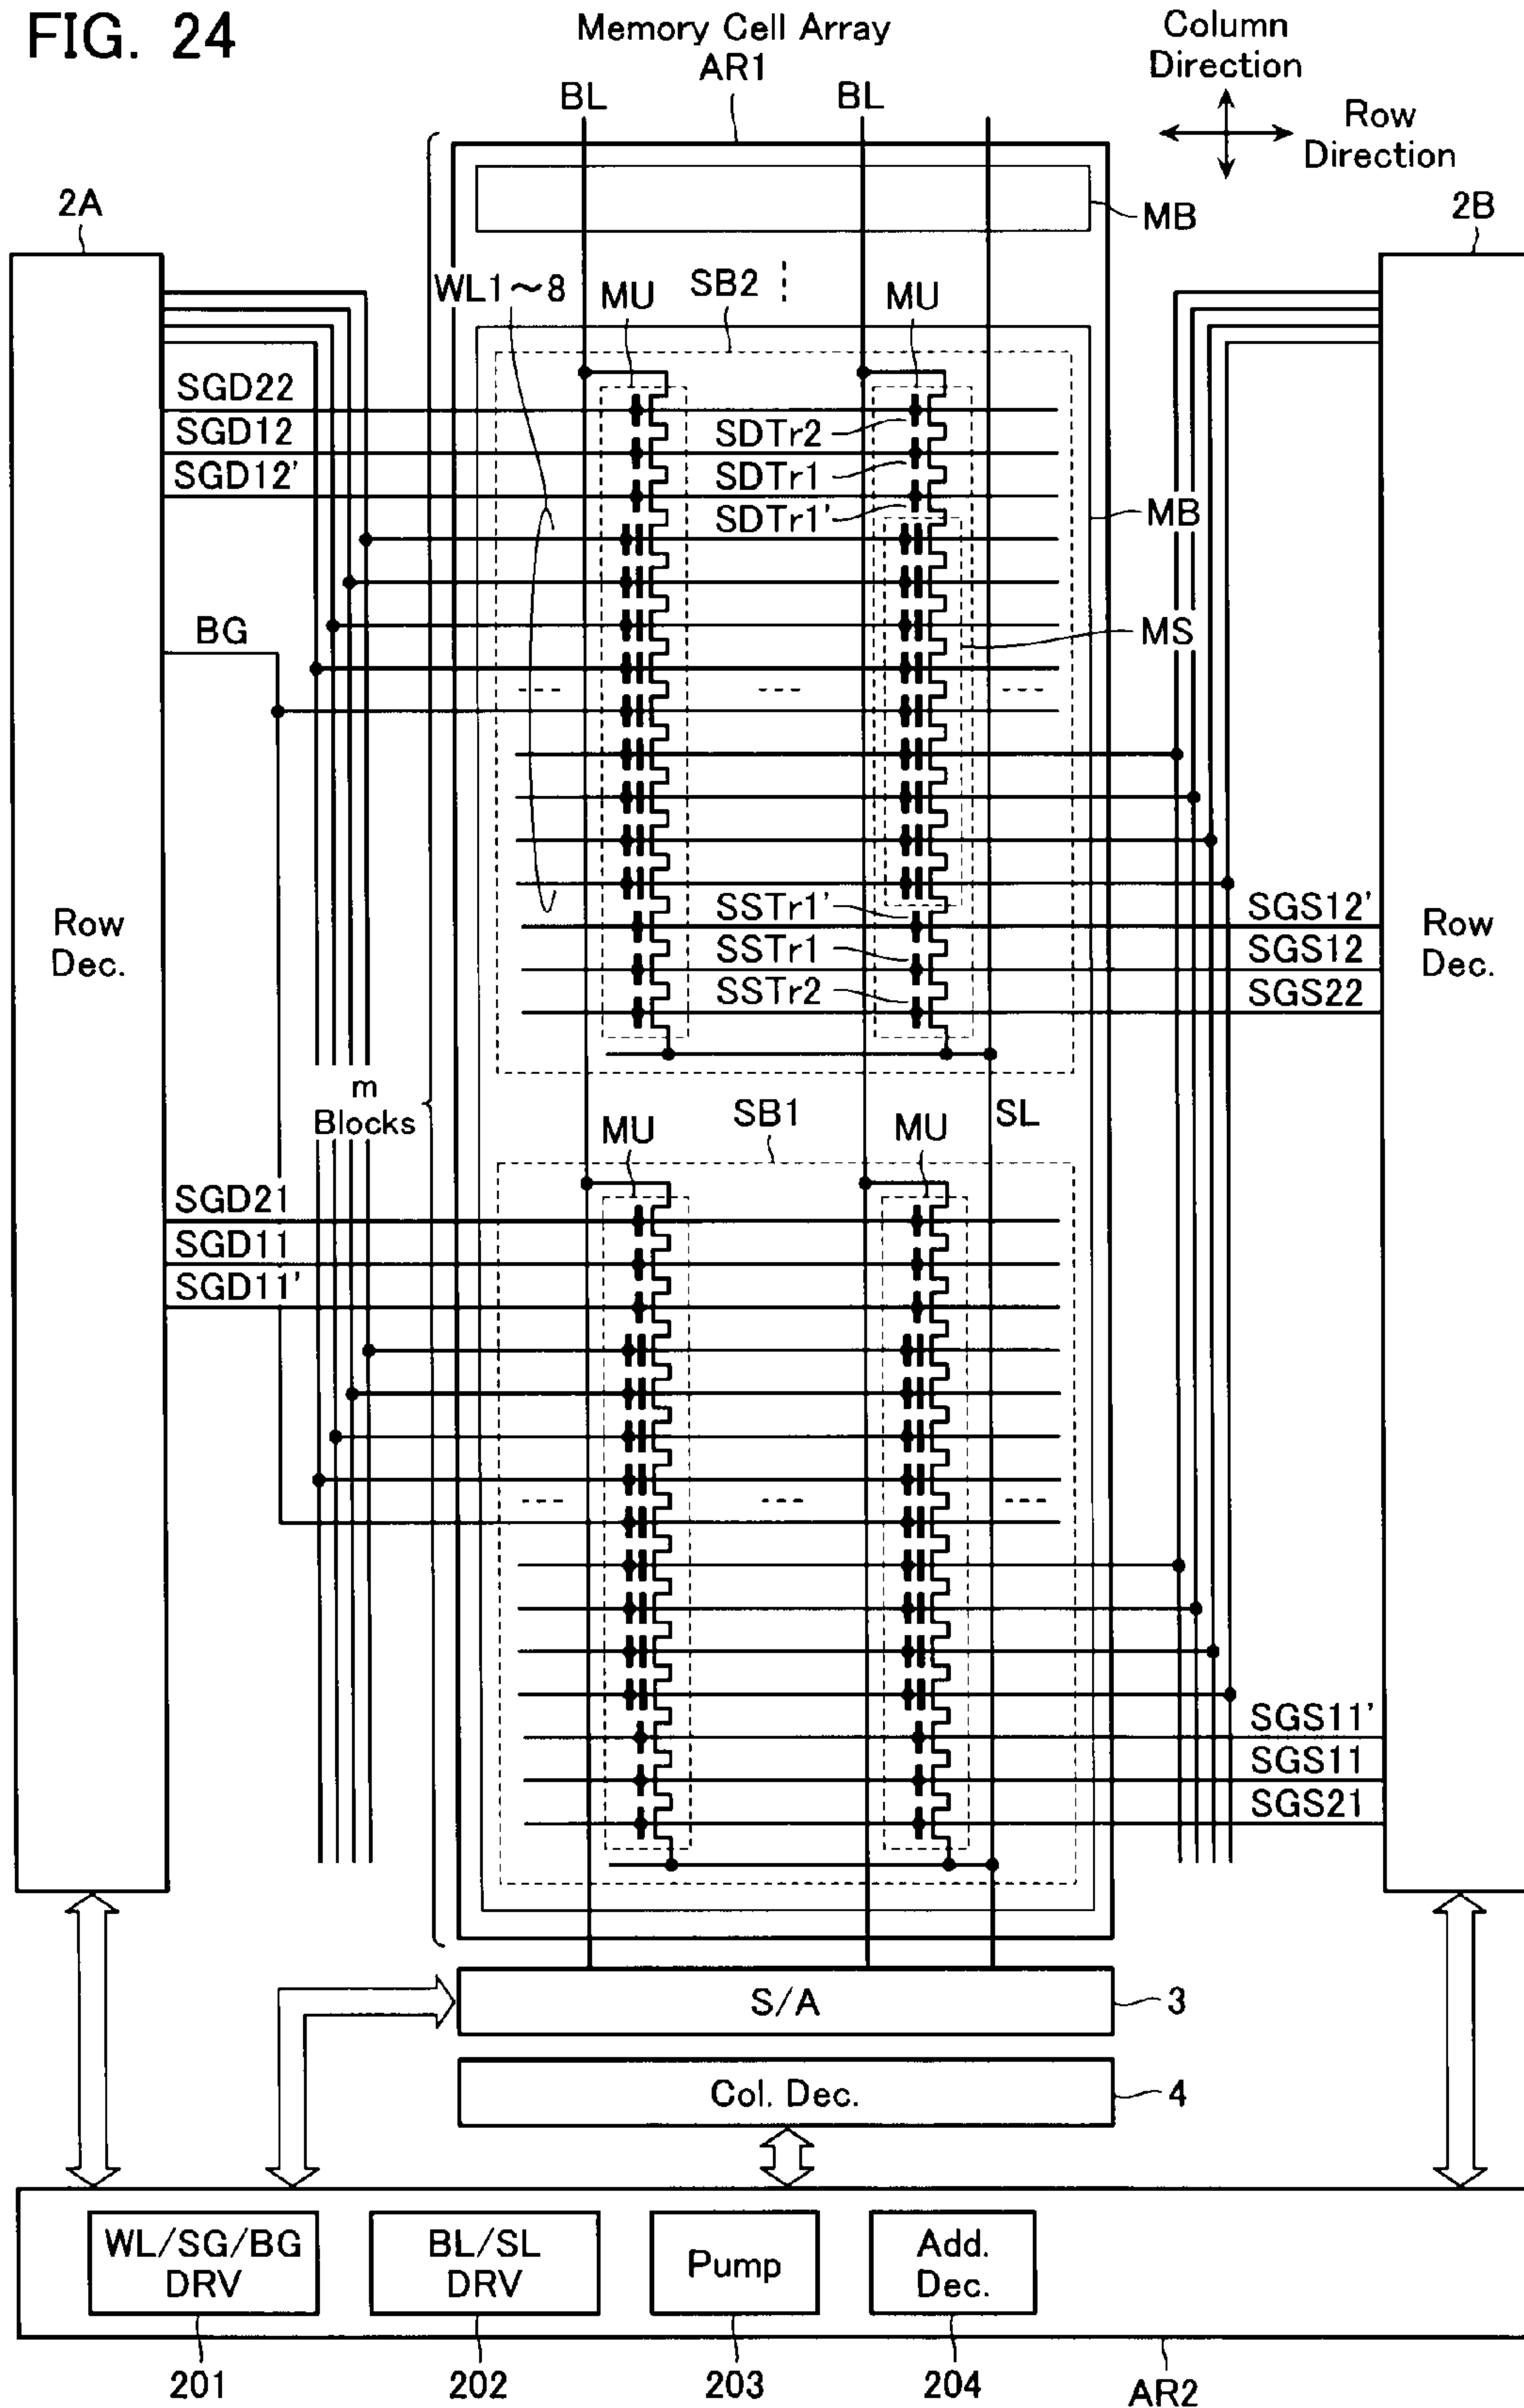 FIG. 24
Memory Cell Array
AR1
Column
Direction
Row
Direction
BL
BL
2A
MB
2B
WL1~8
MU
SB2
MU
SGD22
SGD12
SGD12'
SDTr2
SDTr1
SDTr1'
MB
BG
MS
Row
Dec.
SSTr1'
SSTr1
SSTr2
SGS12'
SGS12
SGS22
Row
Dec.
m
Blocks
MU
SB1
MU
SL
SGD21
SGD11
SGD11'
SGS11'
SGS11
SGS21
S/A
3
Col. Dec.
4
WL/SG/BG
DRV
BL/SL
DRV
Pump
Add.
Dec.
201
202
203
204
AR2